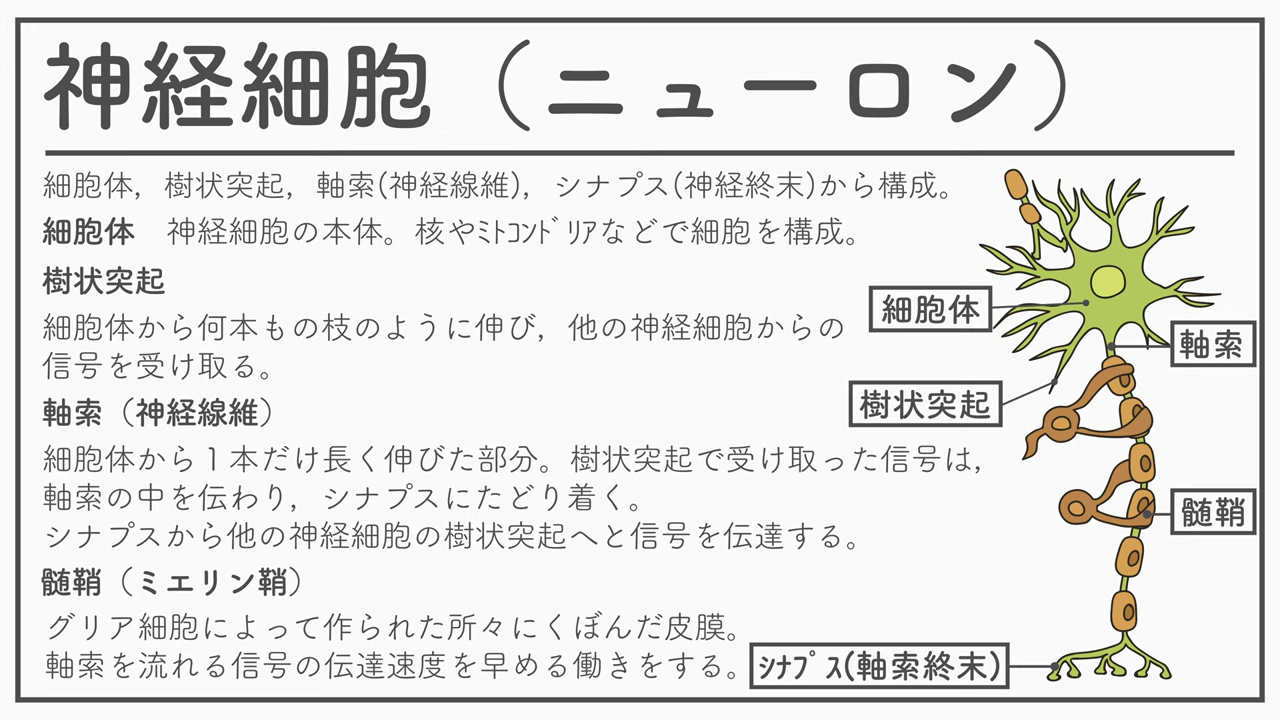 神経細胞（ニューロン）
細胞体，樹状突起，軸索(神経線維)，シナプス(神経終末)から構成。
細胞体　神経細胞の本体。核やﾐﾄｺﾝﾄﾞﾘｱなどで細胞を構成。
樹状突起
細胞体から何本もの枝のように伸び，他の神経細胞からの
信号を受け取る。
軸索（神経線維）
細胞体から１本だけ長く伸びた部分。樹状突起で受け取った信号は，
軸索の中を伝わり，シナプスにたどり着く。
シナプスから他の神経細胞の樹状突起へと信号を伝達する。
髄鞘（ミエリン鞘）
グリア細胞によって作られた所々にくぼんだ皮膜。
軸索を流れる信号の伝達速度を早める働きをする。
細胞体
軸索
樹状突起
髄鞘
ｼﾅﾌﾟｽ(軸索終末)